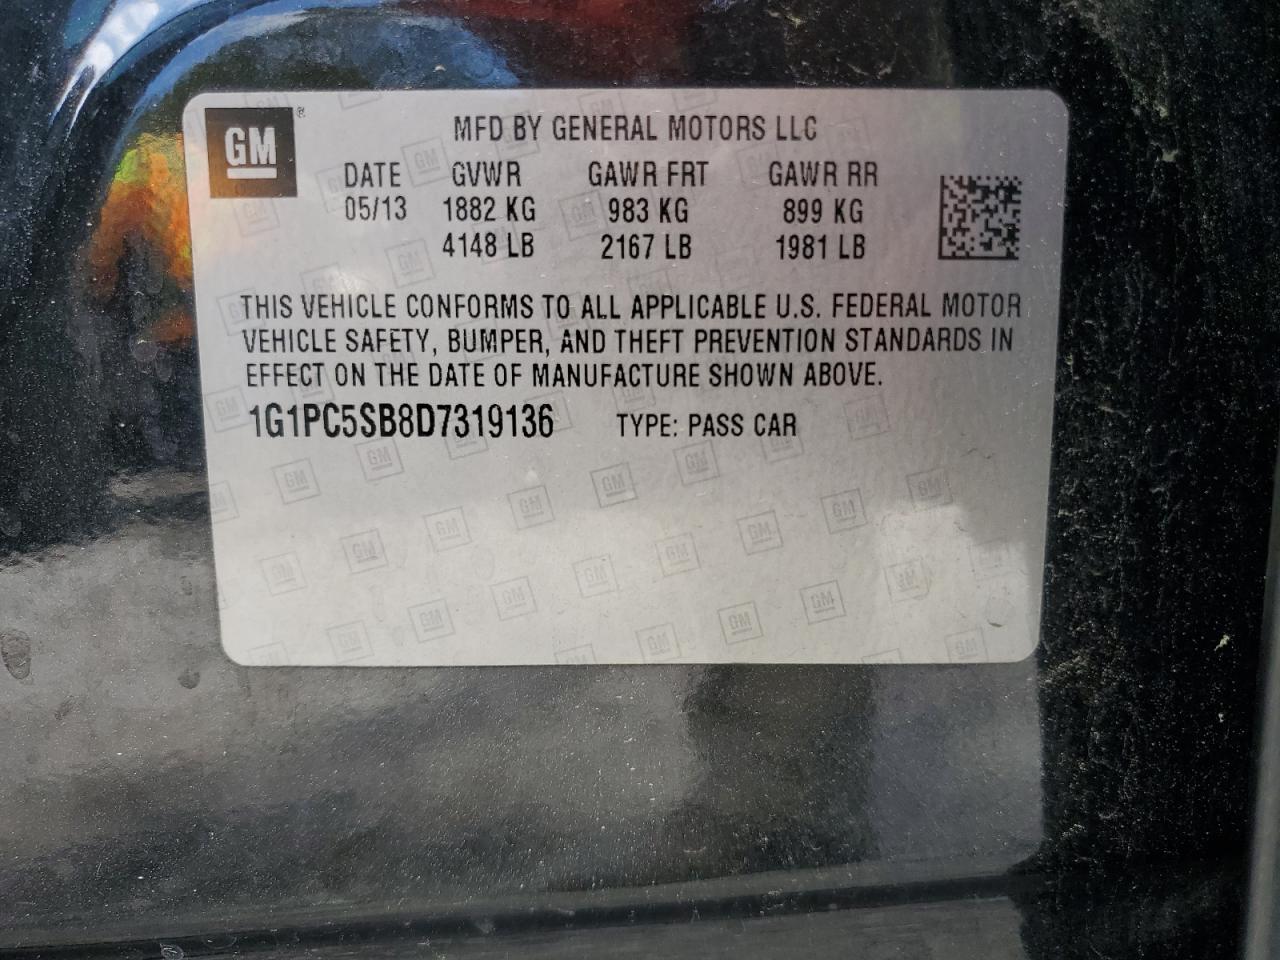 GM ®
MFD BY GENERAL MOTORS LLC
DATE GVWR GAWR FRT GAWR RR
05/13 1882 KG 983 KG 899 KG
4148 LB 2167 LB 1981 LB
THIS VEHICLE CONFORMS TO ALL APPLICABLE U.S. FEDERAL MOTOR
VEHICLE SAFETY, BUMPER, AND THEFT PREVENTION STANDARDS IN
EFFECT ON THE DATE OF MANUFACTURE SHOWN ABOVE.
1G1PC5SB8D7319136 TYPE: PASS CAR